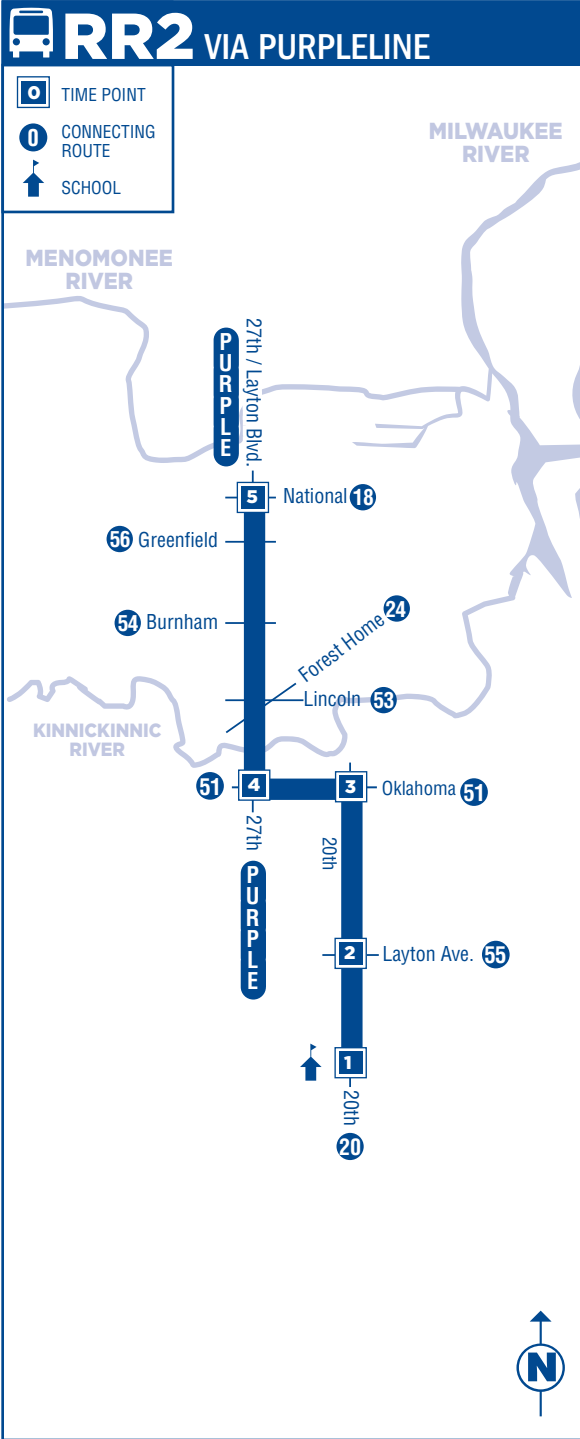 RR2 VIA PURPLELINE
0 TIME POINT
0 CONNECTING
ROUTE
SCHOOL
MILWAUKEE
RIVER
MENOMONEE
RIVER
PURPLE
27th / Layton Blvd.
5 National 18
56 Greenfield
54 Burnham
Forest Home 24
Lincoln 53
KINNICKINNIC
RIVER
51 4
3 Oklahoma 51
27th
20th
PURPLE
2 Layton Ave. 55
1
20th
20
N